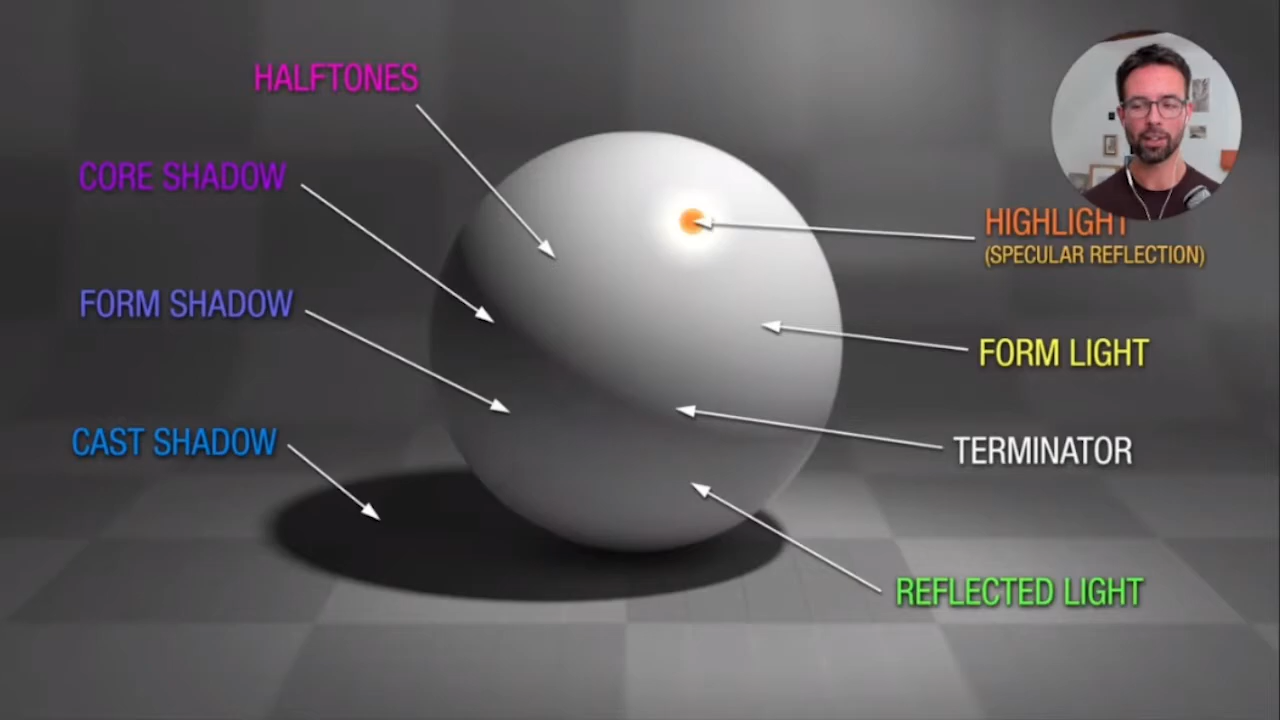 HALFTONES
CORE SHADOW
HIGHLIGHT
(SPECULAR REFLECTION)
FORM SHADOW
FORM LIGHT
CAST SHADOW
TERMINATOR
REFLECTED LIGHT